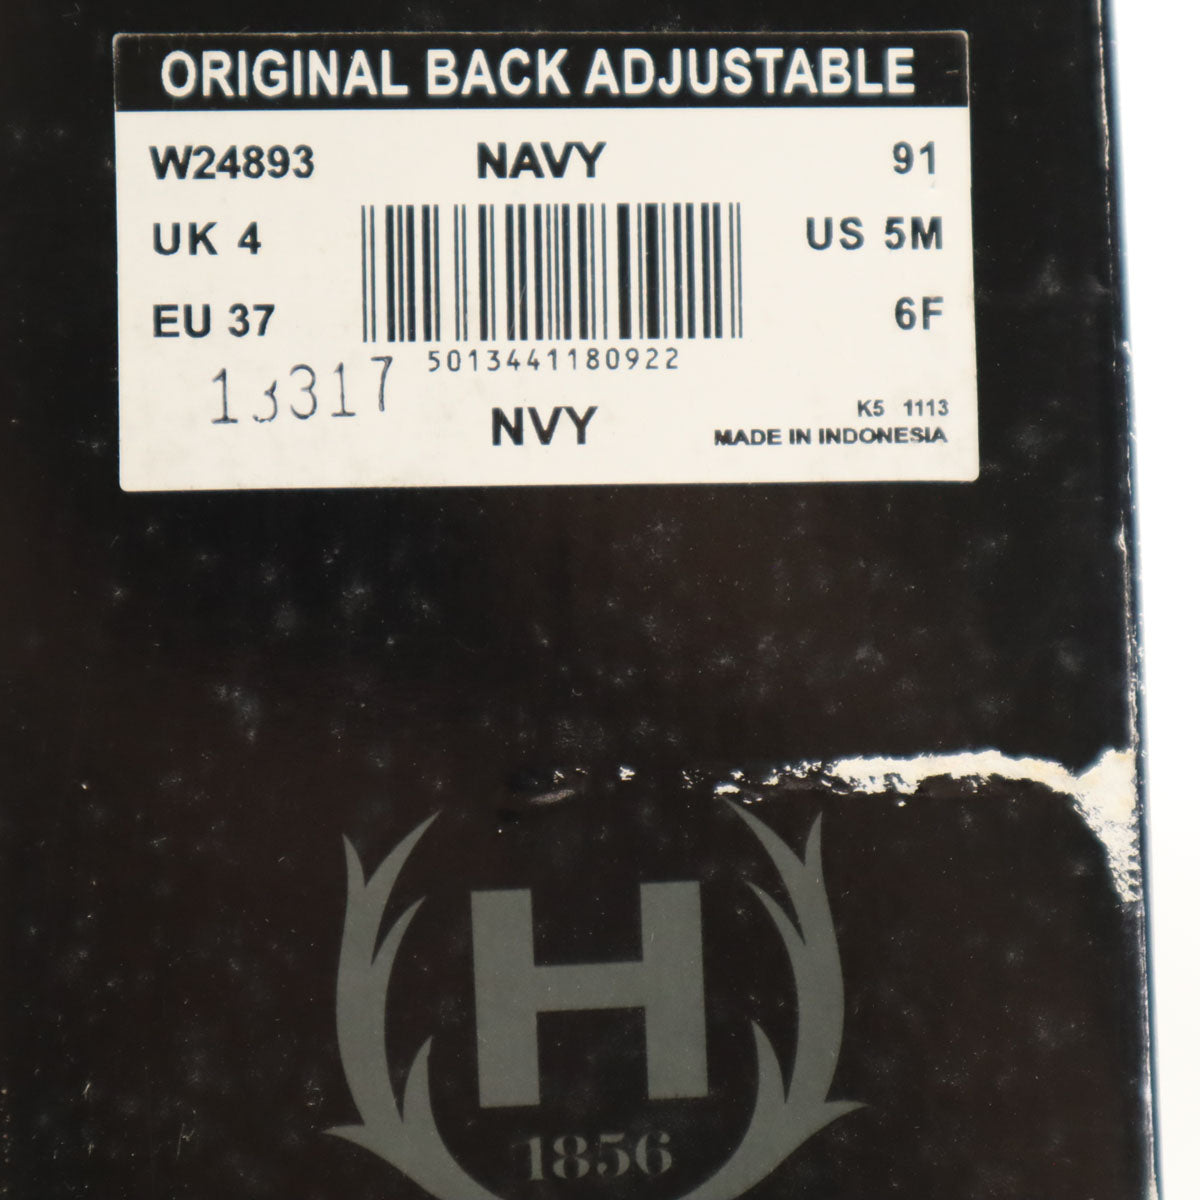 ORIGINAL BACK ADJUSTABLE
W24893 NAVY 91
UK 4 US 5M
EU 37 6F
5013441180922
13317 NVY K5 1113
MADE IN INDONESIA
H
1856